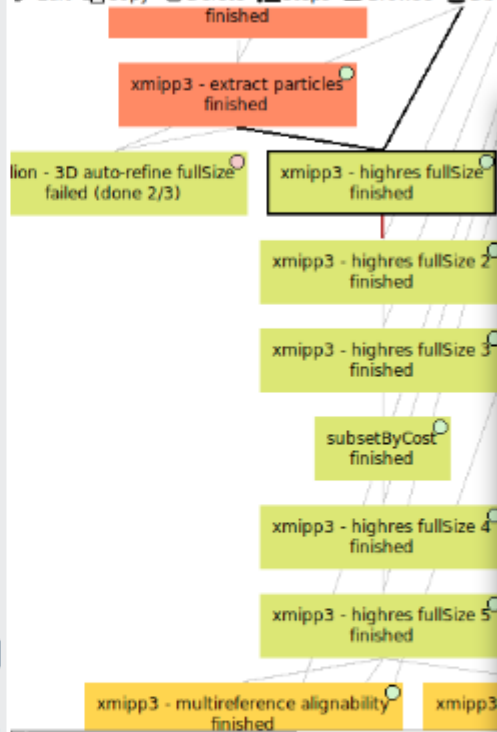 finished
xmipp3 - extract particles
finished
lion - 3D auto-refine fullSize
failed (done 2/3)
xmipp3 - highres fullSize
finished
xmipp3 - highres fullSize 2
finished
xmipp3 - highres fullSize 3
finished
subsetByCost
finished
xmipp3 - highres fullSize 4
finished
xmipp3 - highres fullSize 5
finished
xmipp3 - multireference alignability
finished
xmipp3